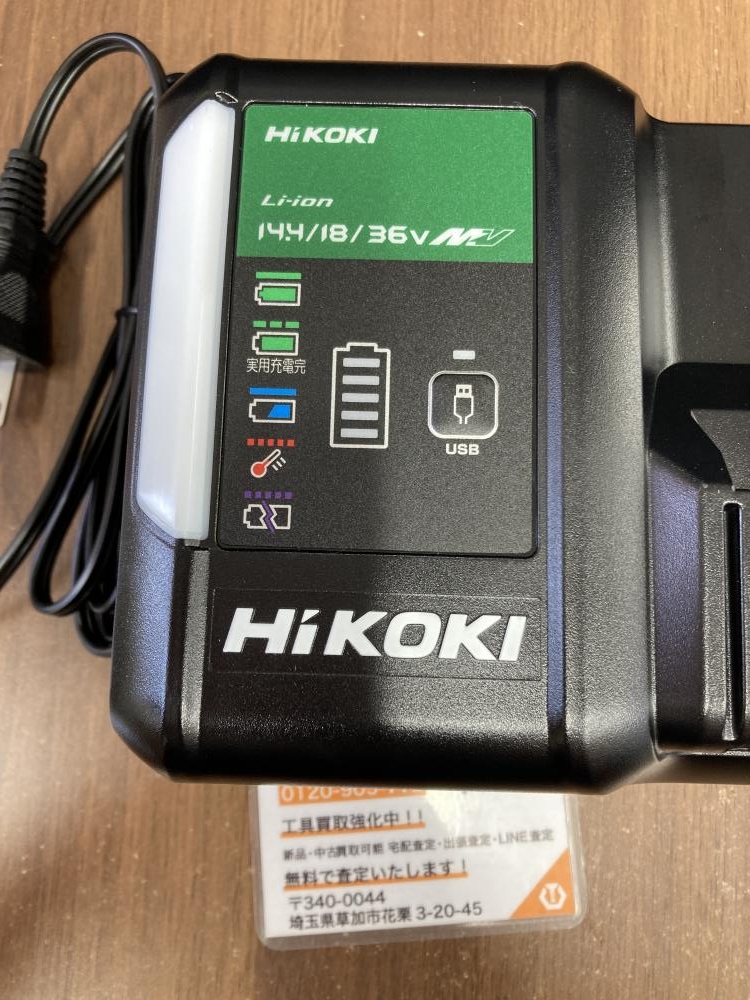 HiKOKI
Li-ion
14.4/18/36V MV
実用充電完
USB
HiKOKI
工具買取強化中！！
新品・中古買取可能 宅配査定・出張査定・LINE査定
無料で査定いたします！
〒340-0044
埼玉県草加市花栗 3-20-45